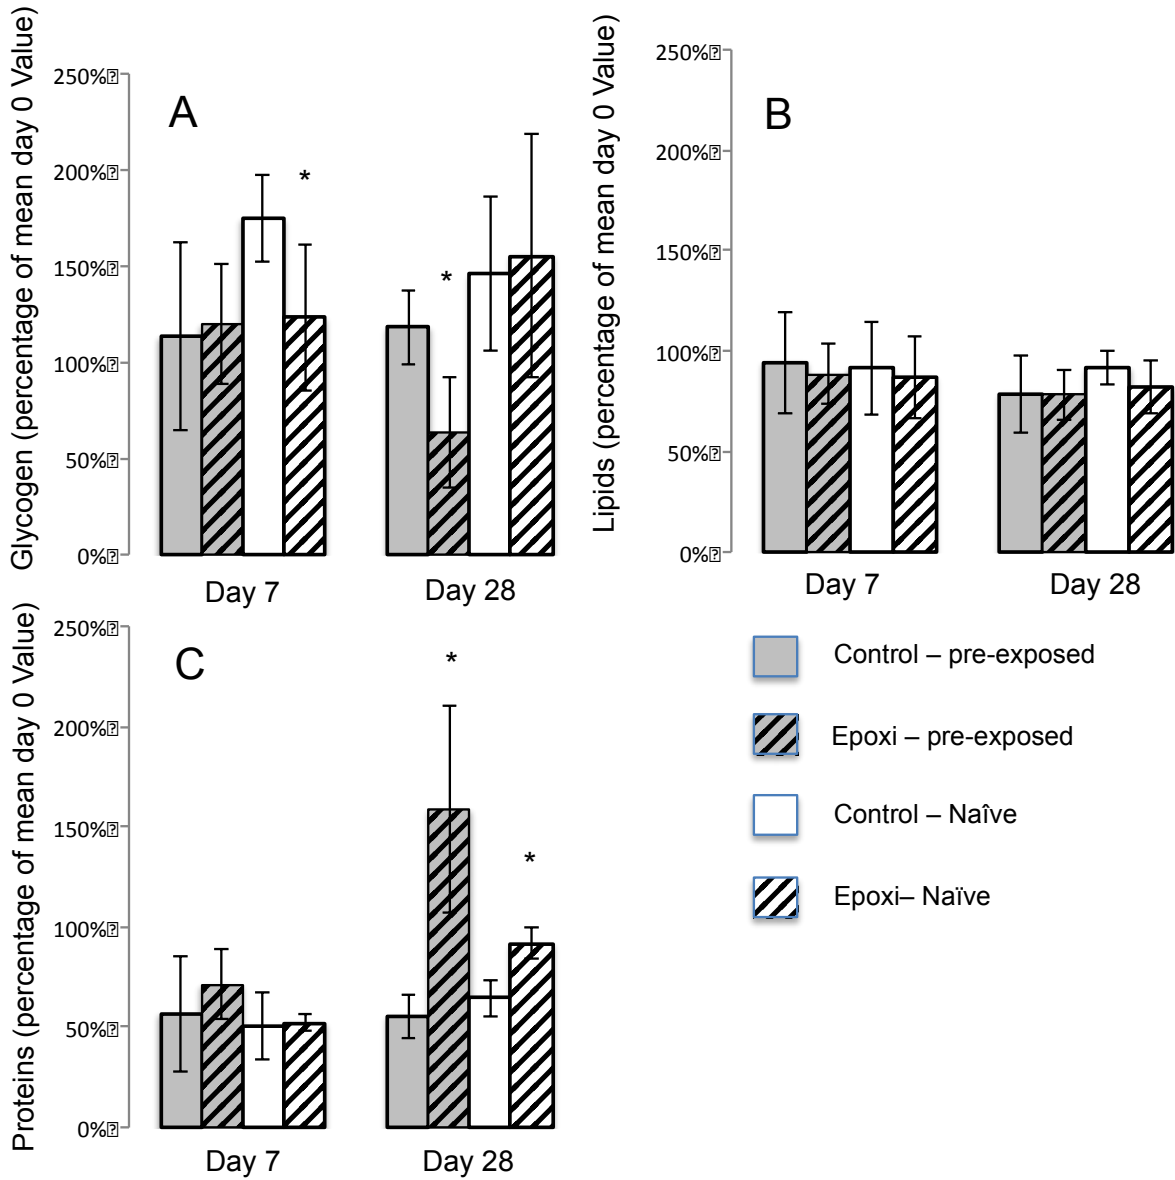 Glycogen (percentage of mean day 0 Value)
A
250%
200%
150%
100%
50%
0%
*
*
Day 7
Day 28
Lipids (percentage of mean day 0 Value)
B
250%
200%
150%
100%
50%
0%
Day 7
Day 28
Proteins (percentage of mean day 0 Value)
C
250%
200%
150%
100%
50%
0%
*
*
Day 7
Day 28
Control – pre-exposed
Epoxi – pre-exposed
Control – Naîve
Epoxi– Naïve